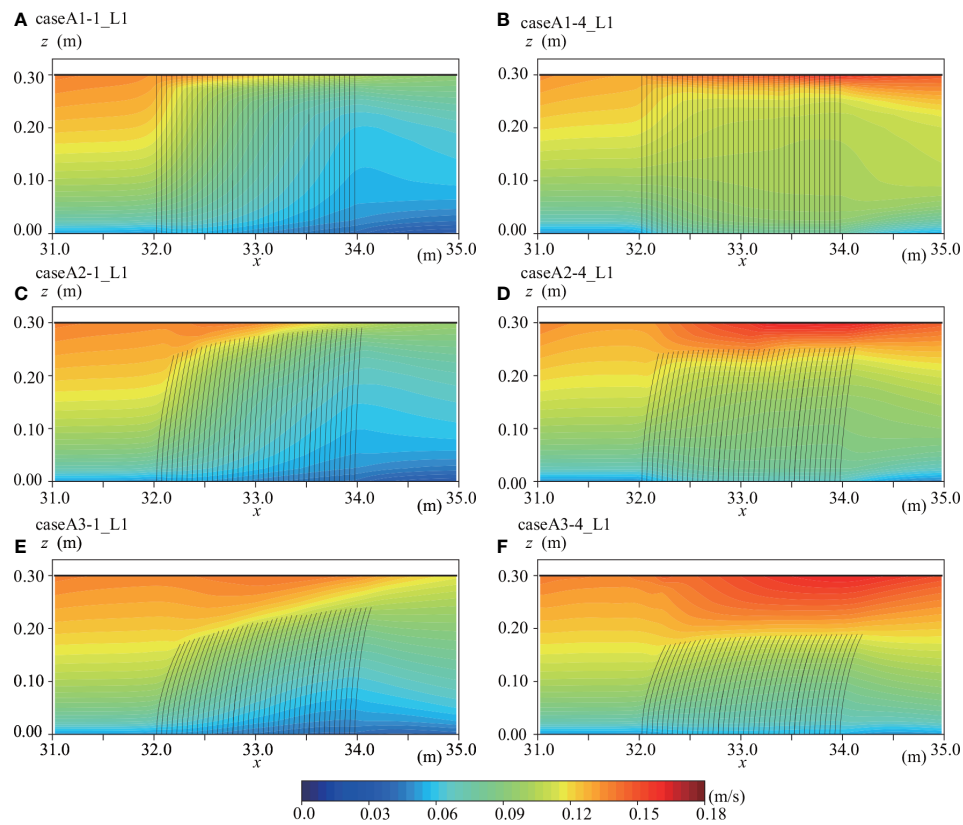 A caseA1-1_L1
z (m)
0.30
0.20
0.10
0.00
31.0 32.0 33.0 34.0 (m) 35.0
x
B caseA1-4_L1
z (m)
0.30
0.20
0.10
0.00
31.0 32.0 33.0 34.0 (m) 35.0
x
caseA2-1_L1
C z (m)
0.30
0.20
0.10
0.00
31.0 32.0 33.0 34.0 (m) 35.0
x
caseA2-4_L1
D z (m)
0.30
0.20
0.10
0.00
31.0 32.0 33.0 34.0 (m) 35.0
x
caseA3-1_L1
E z (m)
0.30
0.20
0.10
0.00
31.0 32.0 33.0 34.0 (m) 35.0
x
caseA3-4_L1
F z (m)
0.30
0.20
0.10
0.00
31.0 32.0 33.0 34.0 (m) 35.0
x
(m/s)
0.0 0.03 0.06 0.09 0.12 0.15 0.18